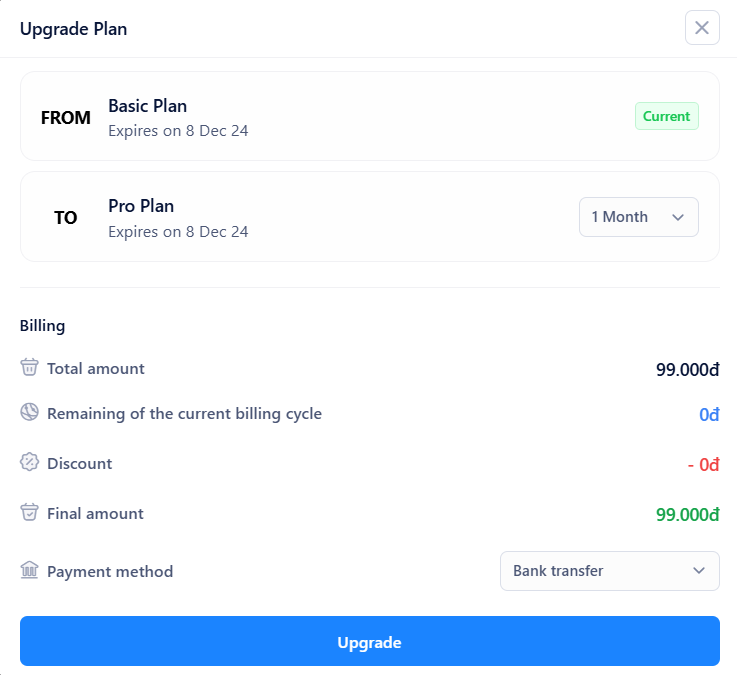 Upgrade Plan
FROM
Basic Plan
Expires on 8 Dec 24
Current
TO
Pro Plan
Expires on 8 Dec 24
1 Month
Billing
Total amount 99.000đ
Remaining of the current billing cycle 0đ
Discount - 0đ
Final amount 99.000đ
Payment method Bank transfer
Upgrade